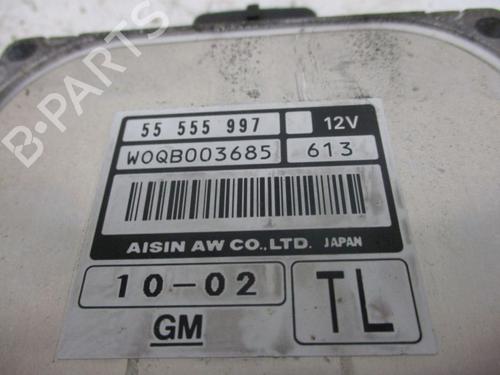 B-PARTS
55 555 997 12V
W0QB003685 613
AISIN AW CO.,LTD. JAPAN
10-02 TL
GM